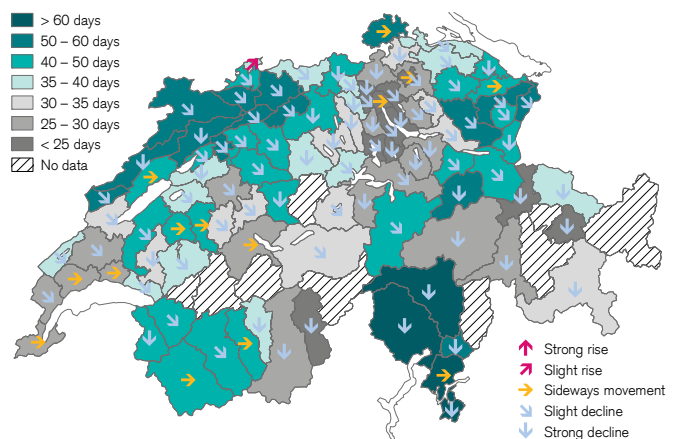 > 60 days
50 – 60 days
40 – 50 days
35 – 40 days
30 – 35 days
25 – 30 days
< 25 days
No data
Strong rise
Slight rise
Sideways movement
Slight decline
Strong decline